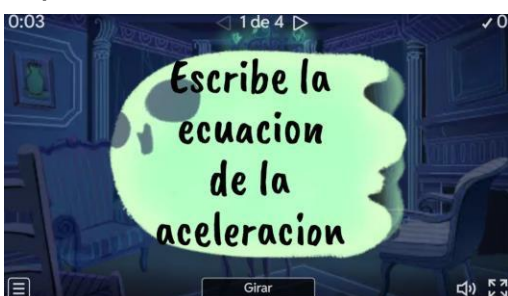 0:03
◁ 1 de 4 ▷
✓ 0
Escribe la
ecuacion
de la
aceleracion
Girar